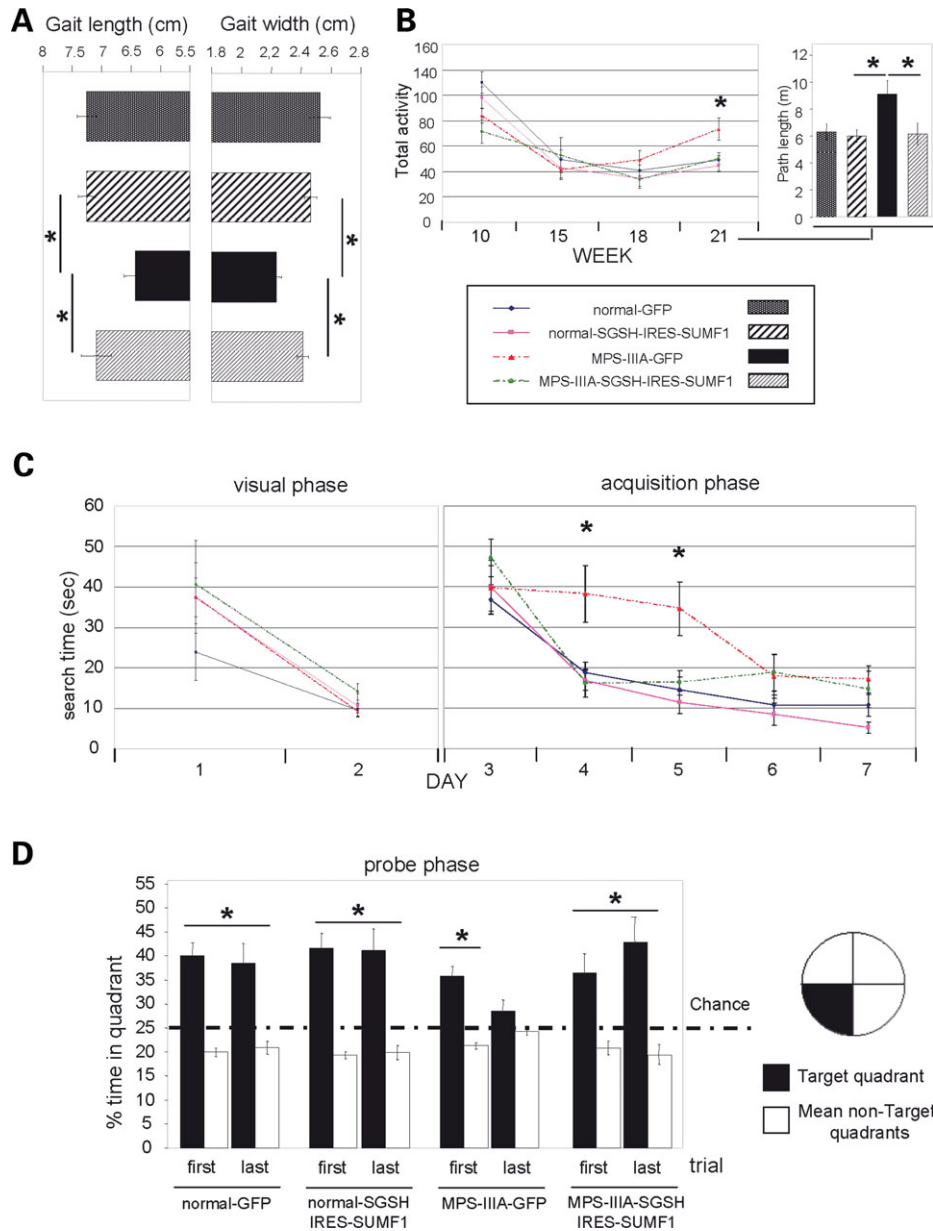 A
Gait length (cm)
Gait width (cm)
8 7.5 7 6.5 6 5.5
1.8 2 2,2 2.4 2.6 2.8
*
*
*
*
B
Total activity
160
140
100
80
60
40
20
0
*
10 15 18 21
WEEK
Path length (m)
12
10
8
6
4
2
0
* *
normal-GFP
normal-SGSH-IRES-SUMF1
MPS-IIIA-GFP
MPS-IIIA-SGSH-IRES-SUMF1
C
visual phase
acquisition phase
search time (sec)
60
50
40
30
20
10
0
* *
1 2 3 4 5 6 7
DAY
D
probe phase
% time in quadrant
55
50
45
40
35
30
25
20
15
10
5
0
* * * *
Chance
first last first last first last first last trial
normal-GFP
normal-SGSH
IRES-SUMF1
MPS-IIIA-GFP
MPS-IIIA-SGSH
IRES-SUMF1
Target quadrant
Mean non-Target
quadrants